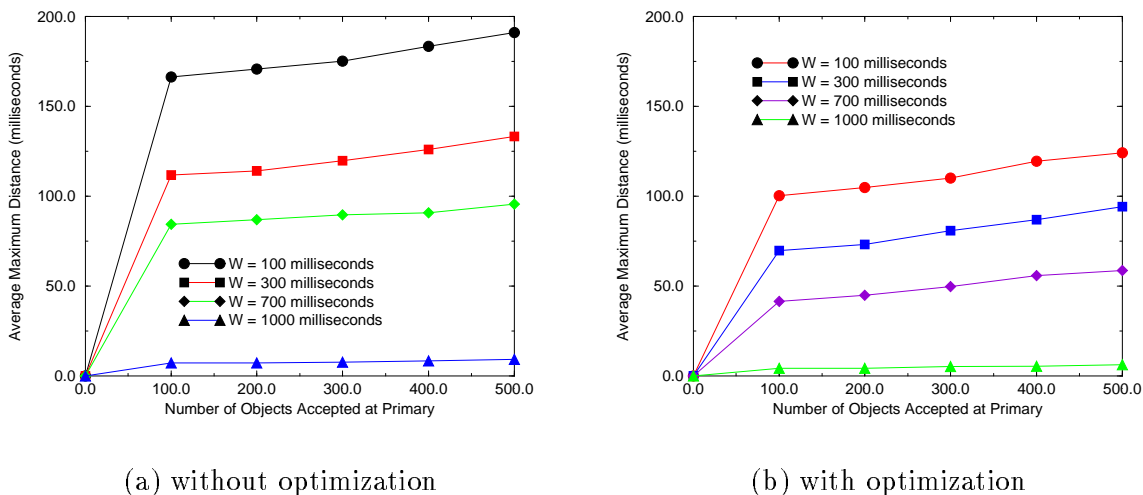 200.0
150.0
100.0
50.0
0.0
Average Maximum Distance (milliseconds)
W = 100 milliseconds
W = 300 milliseconds
W = 700 milliseconds
W = 1000 milliseconds
0.0 100.0 200.0 300.0 400.0 500.0
Number of Objects Accepted at Primary
(a) without optimization
200.0
150.0
100.0
50.0
0.0
Average Maximum Distance (milliseconds)
W = 100 milliseconds
W = 300 milliseconds
W = 700 milliseconds
W = 1000 milliseconds
0.0 100.0 200.0 300.0 400.0 500.0
Number of Objects Accepted at Primary
(b) with optimization